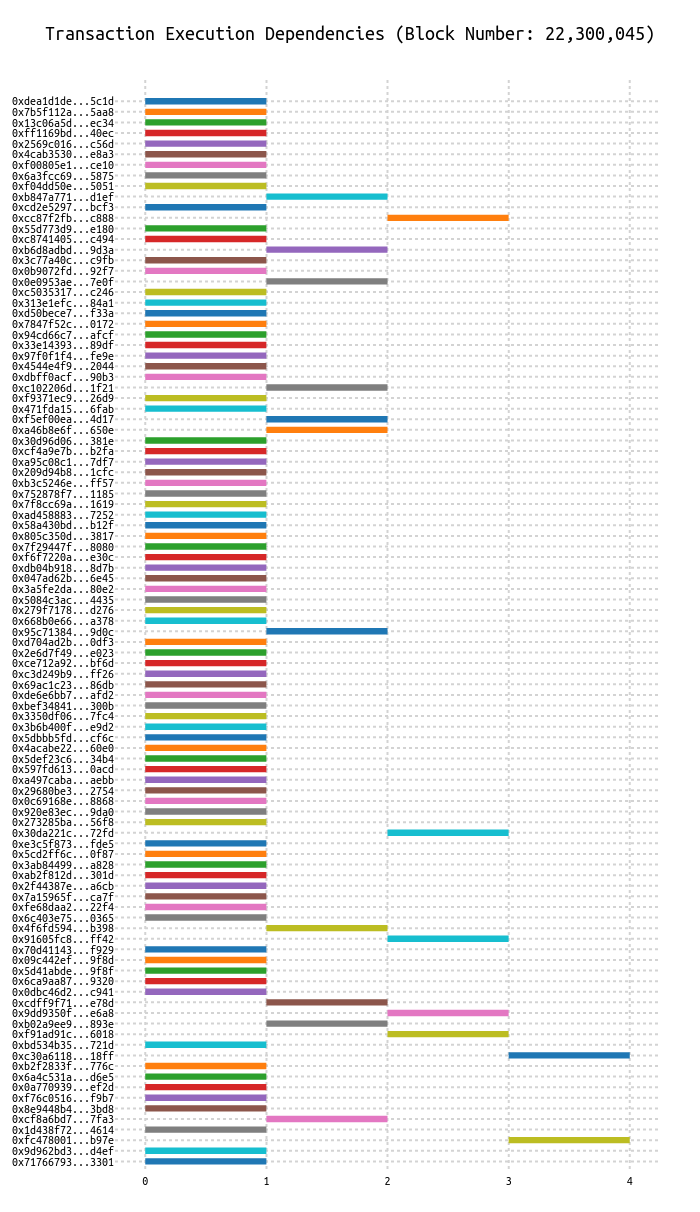 Transaction Execution Dependencies (Block Number: 22,300,045)
0xdea1d1de...5c1d
0x7b5f112a...5aa8
0x13c06a5d...ec34
0xff1169bd...40ec
0x2569c016...c56d
0x4cab3530...e8a3
0xf00805e1...ce10
0x6a3fcc69...5875
0xf04dd50e...5051
0xb847a771...d1ef
0xcd2e5297...bcf3
0xcc87f2fb...c888
0x55d773d9...e180
0xc8741405...c494
0xb6d8adbd...9d3a
0x3c77a40c...c9fb
0x0b9072fd...92f7
0x0e0953ae...7e0f
0xc5035317...c246
0x313e1efc...84a1
0xd50bece7...f33a
0x7847f52c...0172
0x94cd66c7...afcf
0x33e14393...89df
0x97f0f1f4...fe9e
0x4544e4f9...2044
0xdbff0acf...90b3
0xc102206d...1f21
0xf9371ec9...26d9
0x471fda15...6fab
0xf5ef00ea...4d17
0xa46b8e6f...650e
0x30d96d06...381e
0xcf4a9e7b...b2fa
0xa95c08c1...7df7
0x209d94b8...1cfc
0xb3c5246e...ff57
0x752878f7...1185
0x7f8cc69a...1619
0xad458883...7252
0x58a430bd...b12f
0x805c350d...3817
0x7f29447f...8080
0xf6f7220a...e30c
0xdb04b918...8d7b
0x047ad62b...6e45
0x3a5fe2da...80e2
0x5084c3ac...4435
0x279f7178...d276
0x668b0e66...a378
0x95c71384...9d0c
0xd704ad2b...0df3
0x2e6d7f49...e023
0xce712a92...bf6d
0xc3d249b9...ff26
0x69ac1c23...86db
0xde6e6bb7...afd2
0xbef34841...300b
0x3350df06...7fc4
0x3b6b400f...e9d2
0x5dbbb5fd...cf6c
0x4acabe22...60e0
0x5def23c6...34b4
0x597fd613...0acd
0xa497caba...aebb
0x29680be3...2754
0x0c69168e...8868
0x920e83ec...9da0
0x273285ba...56f8
0x30da221c...72fd
0xe3c5f873...fde5
0x5cd2ff6c...0f87
0x3ab84499...a828
0xab2f812d...301d
0x2f44387e...a6cb
0x7a15965f...ca7f
0xfe68daa2...22f4
0x6c403e75...0365
0x4f6fd594...b398
0x91605fc8...ff42
0x70d41143...f929
0x09c442ef...9f8d
0x5d41abde...9f8f
0x6ca9aa87...9320
0x0dbc46d2...c941
0xcdff9f71...e78d
0x9dd9350f...e6a8
0xb02a9ee9...893e
0xf91ad91c...6018
0xbd534b35...721d
0xc30a6118...18ff
0xb2f2833f...776c
0x6a4c531a...d6e5
0x0a770939...ef2d
0xf76c0516...f9b7
0x8e9448b4...3bd8
0xcf8a6bd7...7fa3
0x1d438f72...4614
0xfc478001...b97e
0x9d962bd3...d4ef
0x71766793...3301
0 1 2 3 4